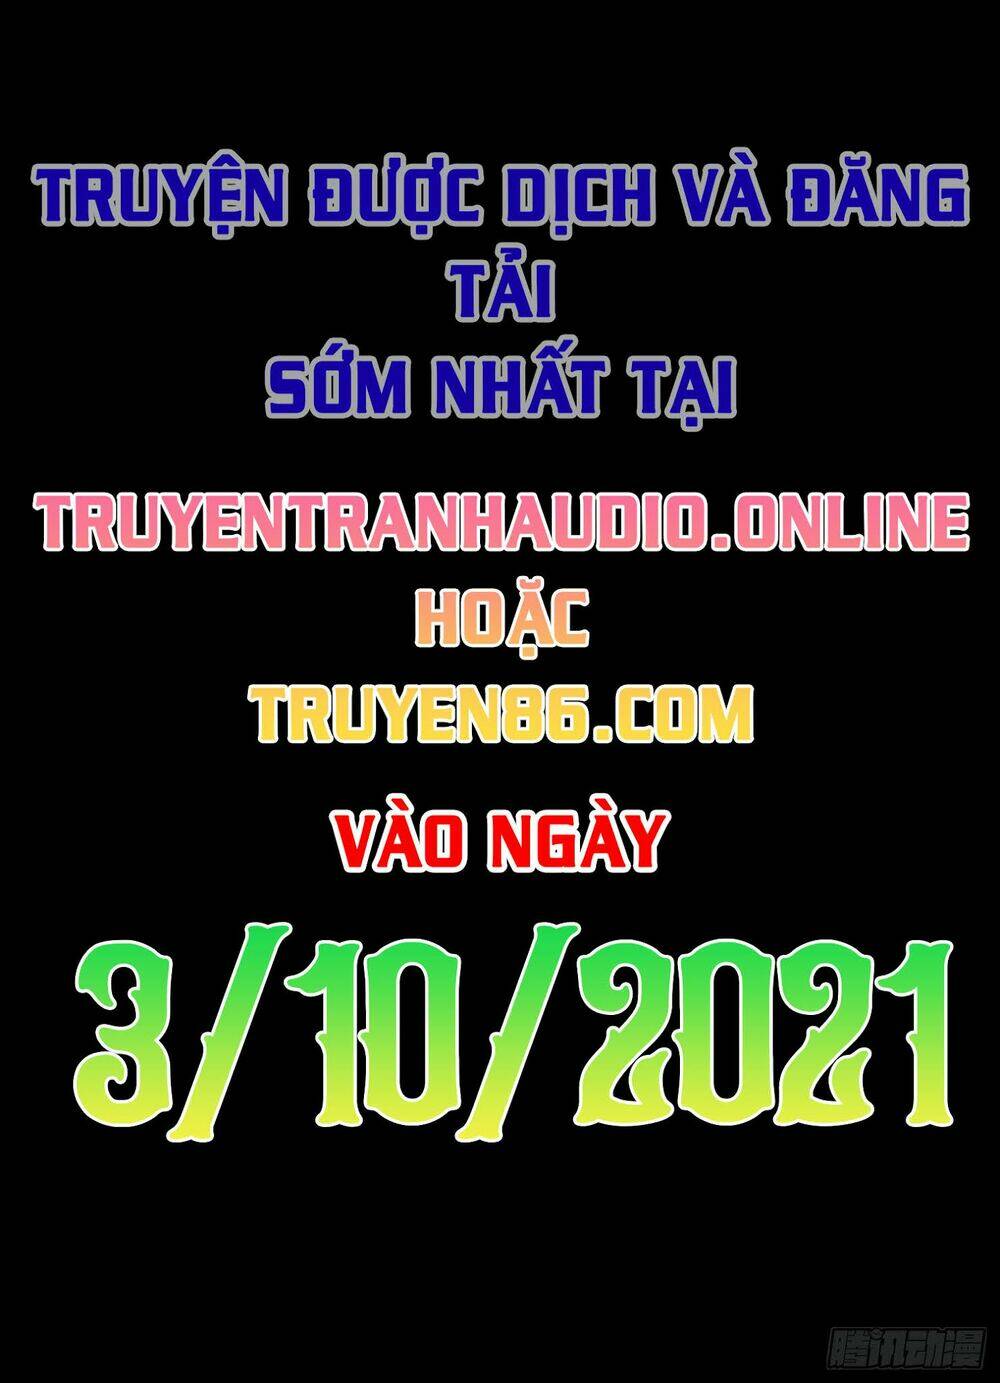 TRUYỆN ĐƯỢC DỊCH VÀ ĐĂNG
TẢI
SỚM NHẤT TẠI
TRUYENTRANHAUDIO.ONLINE
HOẶC
TRUYEN86.COM
VÀO NGÀY
3/10/2021
腾讯动漫